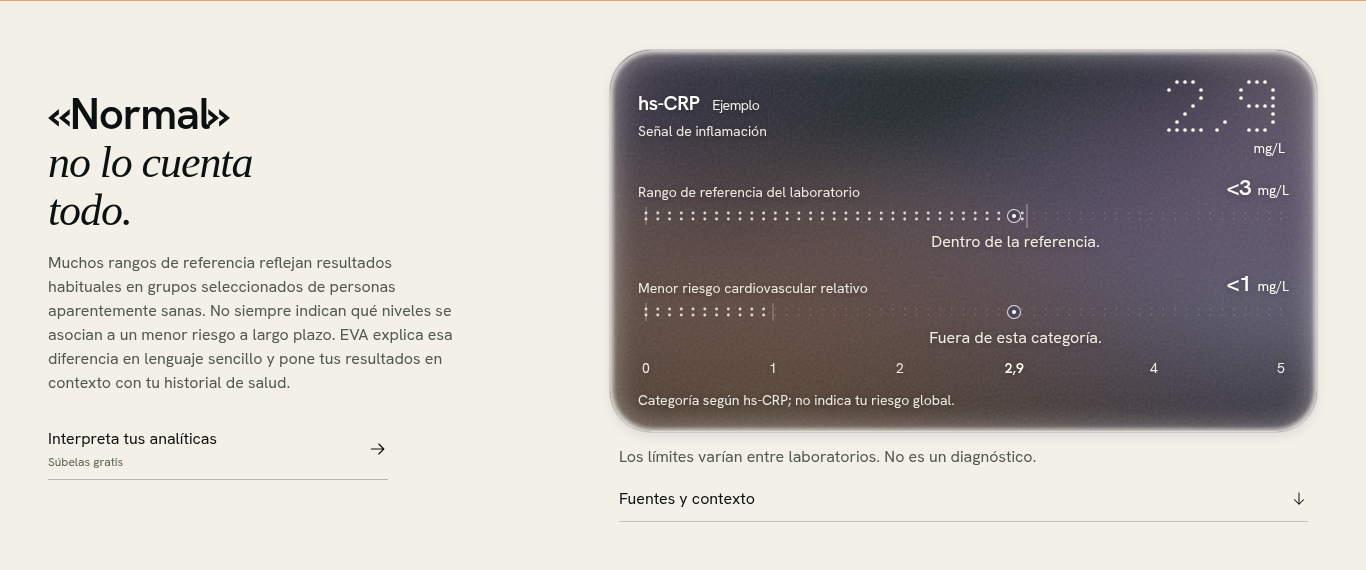 «Normal»
no lo cuenta
todo.
Muchos rangos de referencia reflejan resultados
habituales en grupos seleccionados de personas
aparentemente sanas. No siempre indican qué niveles se
asocian a un menor riesgo a largo plazo. EVA explica esa
diferencia en lenguaje sencillo y pone tus resultados en
contexto con tu historial de salud.
Interpreta tus analíticas
Súbelas gratis
hs-CRP Ejemplo
Señal de inflamación
2,9
mg/L
Rango de referencia del laboratorio
<3 mg/L
Dentro de la referencia.
Menor riesgo cardiovascular relativo
<1 mg/L
Fuera de esta categoría.
0 1 2 2,9 4 5
Categoría según hs-CRP; no indica tu riesgo global.
Los límites varían entre laboratorios. No es un diagnóstico.
Fuentes y contexto